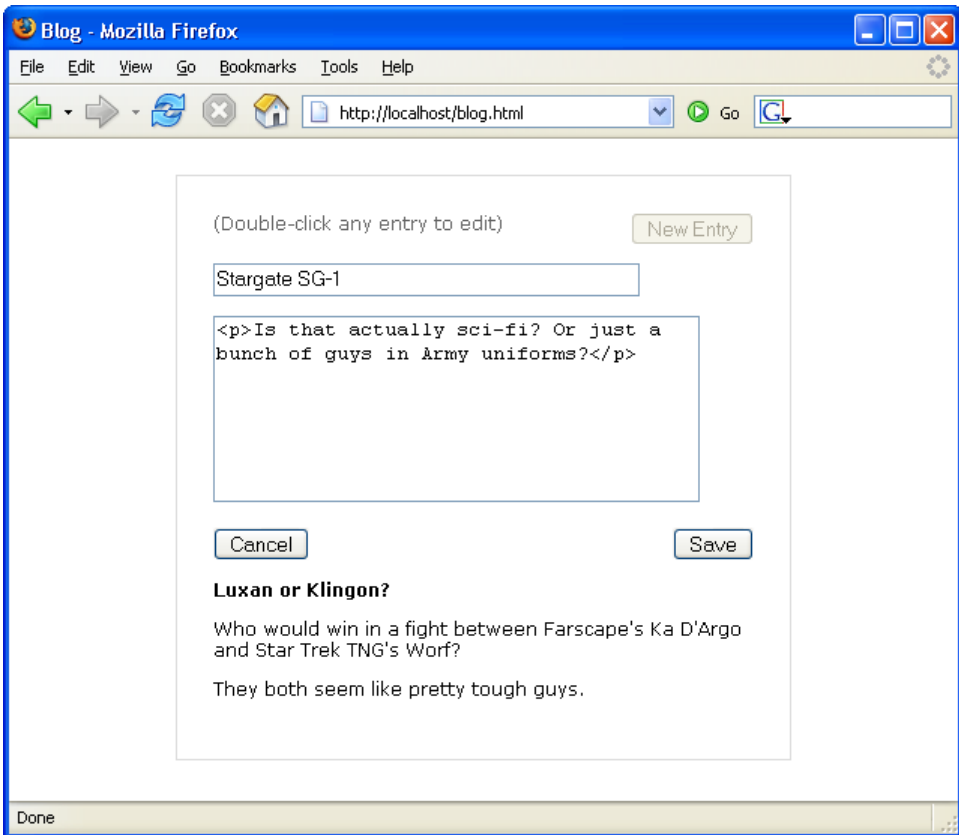 Blog - Mozilla Firefox
File Edit View Go Bookmarks Tools Help
http://localhost/blog.html Go G
(Double-click any entry to edit) New Entry
Stargate SG-1
<p>Is that actually sci-fi? Or just a
bunch of guys in Army uniforms?</p>
Cancel Save
Luxan or Klingon?
Who would win in a fight between Farscape's Ka D'Argo
and Star Trek TNG's Worf?
They both seem like pretty tough guys.
Done